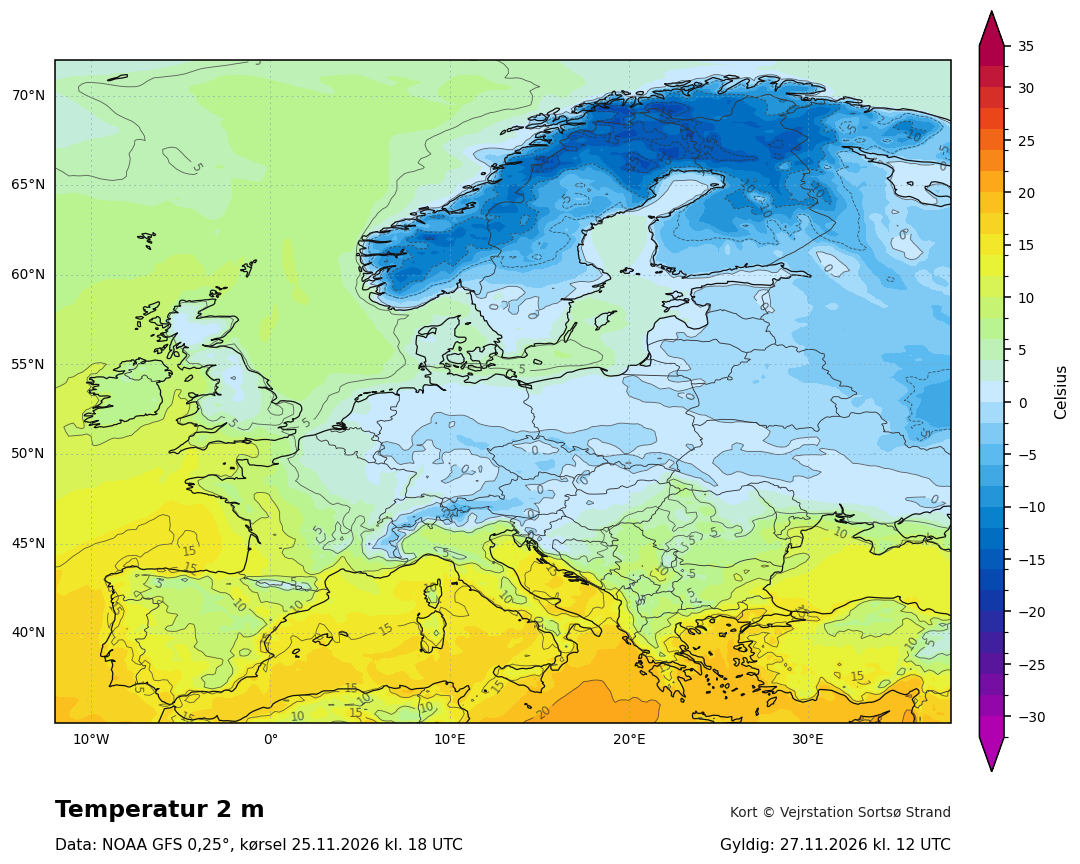 70°N
65°N
60°N
55°N
50°N
45°N
40°N
10°W
0°
10°E
20°E
30°E
35
30
25
20
15
10
5
0
−5
−10
−15
−20
−25
−30
Celsius
Temperatur 2 m
Kort © Vejrstation Sortsø Strand
Data: NOAA GFS 0,25°, kørsel 25.11.2026 kl. 18 UTC
Gyldig: 27.11.2026 kl. 12 UTC